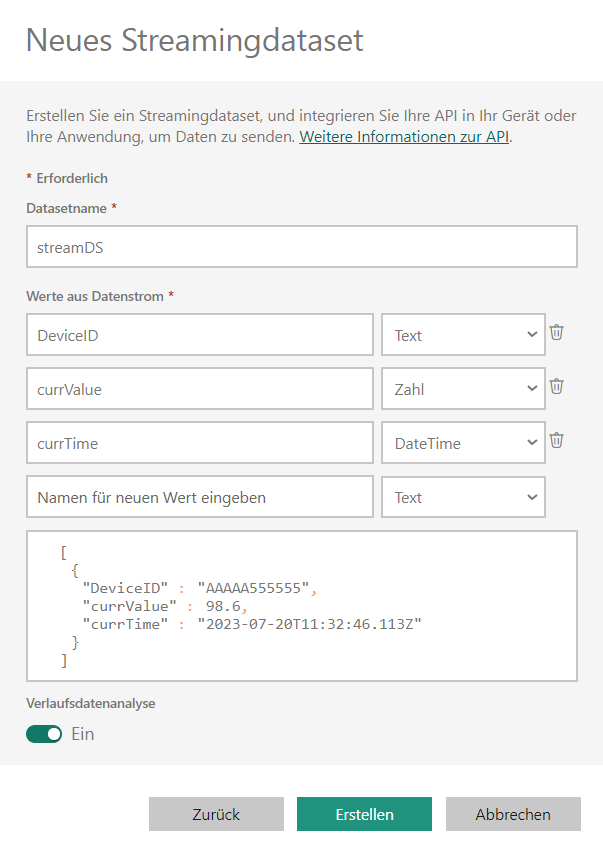 Neues Streamingdataset
Erstellen Sie ein Streamingdataset, und integrieren Sie Ihre API in Ihr Gerät oder
Ihre Anwendung, um Daten zu senden. Weitere Informationen zur API.
* Erforderlich
Datasetname *
streamDS
Werte aus Datenstrom *
DeviceID Text
currValue Zahl
currTime DateTime
Namen für neuen Wert eingeben Text
[
{
"DeviceID" : "AAAAA555555",
"currValue" : 98.6,
"currTime" : "2023-07-20T11:32:46.113Z"
}
]
Verlaufsdatenanalyse
Ein
Zurück Erstellen Abbrechen